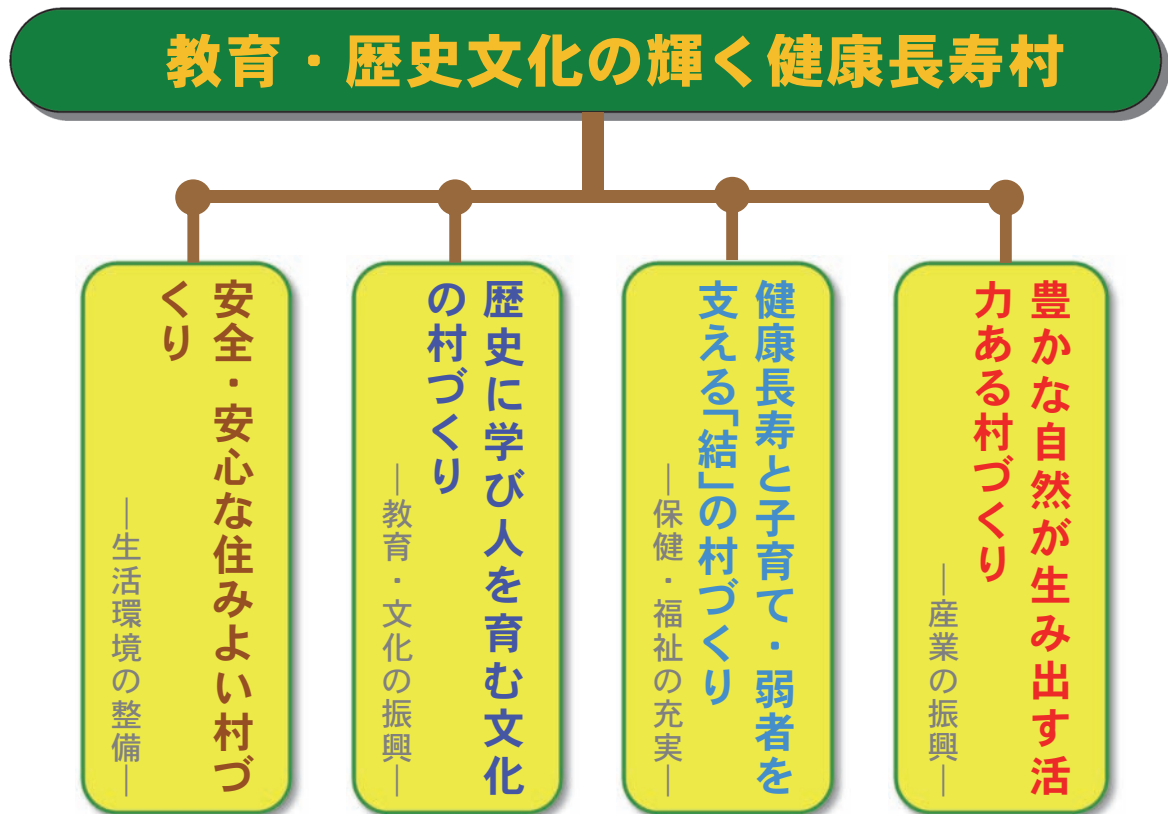 教育・歴史文化の輝く健康長寿村
豊かな自然が生み出す活
力ある村づくり
―産業の振興―
健康長寿と子育て・弱者を
支える「結」の村づくり
―保健・福祉の充実―
歴史に学び人を育む文化
の村づくり
―教育・文化の振興―
安全・安心な住みよい村づ
くり
―生活環境の整備―